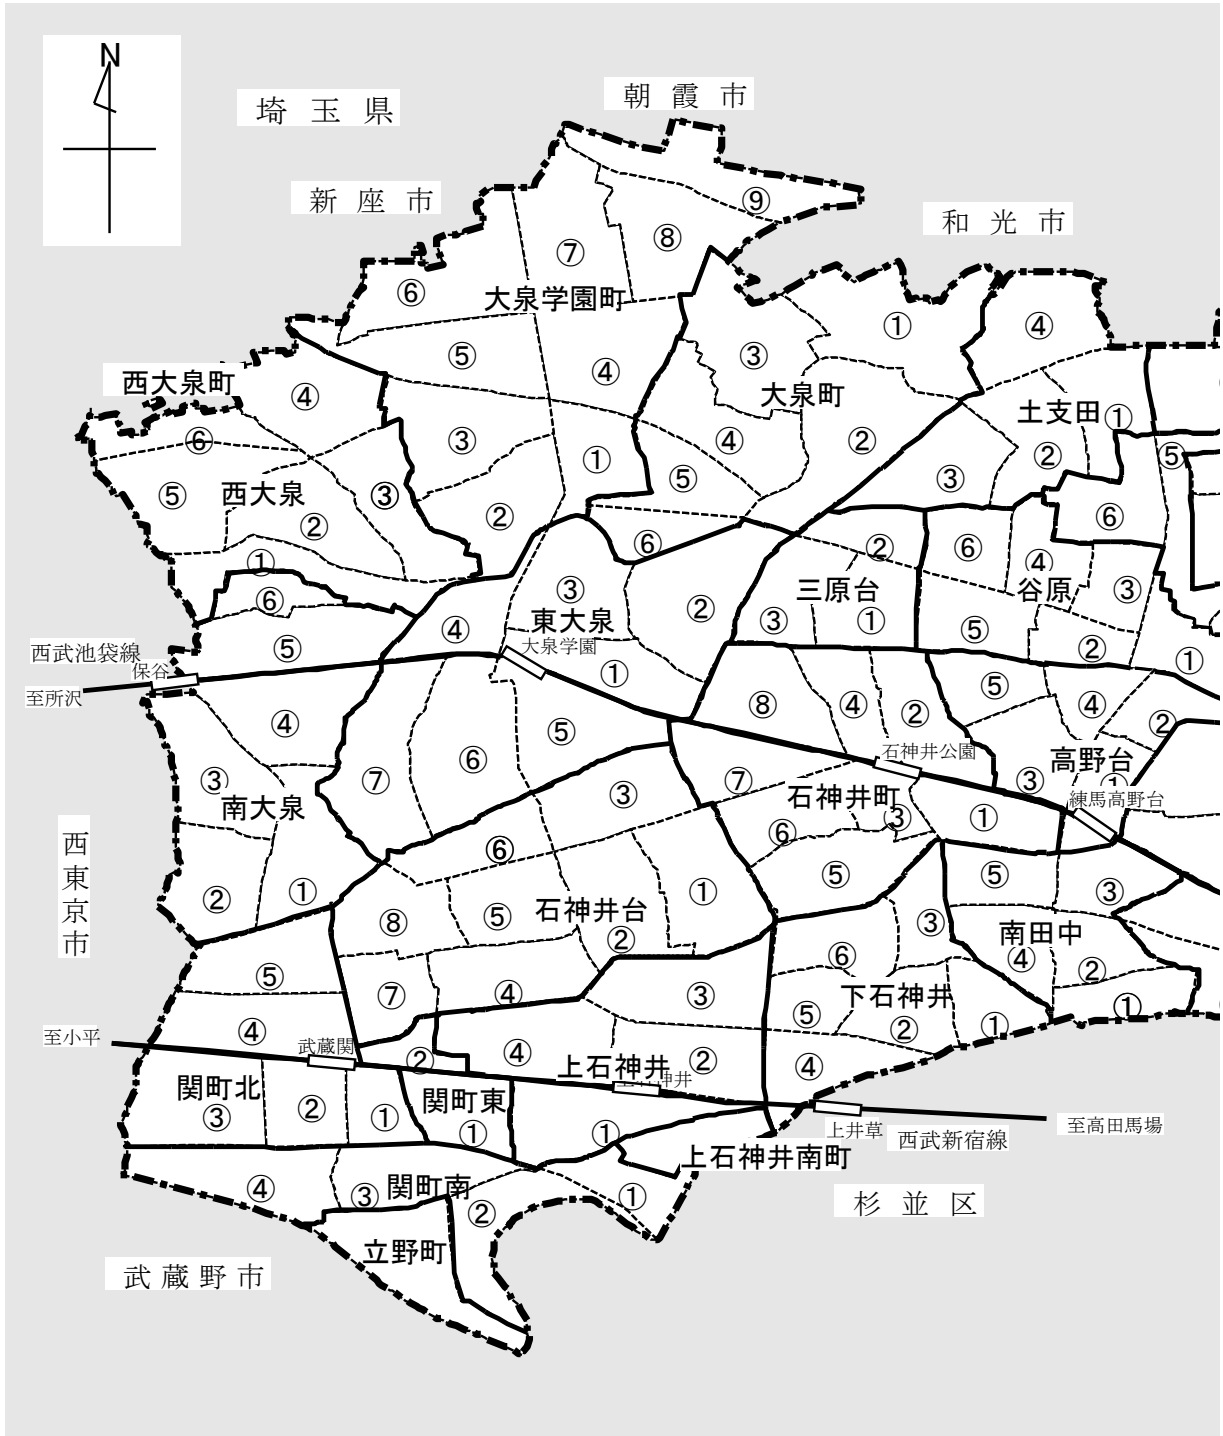 N
埼玉県
朝霞市
新座市
和光市
⑨
⑧
⑦
⑥
大泉学園町
①
④
⑤
③
④
西大泉町
④
大泉町
土支田
①
⑥
③
④
②
②
⑤
①
⑤
③
⑤
西大泉
③
②
②
⑥
⑥
②
⑥
④
①
⑥
③
三原台
谷原
③
②
東大泉
③
①
④
⑤
②
大泉学園
⑤
①
①
西武池袋線
保谷
至所沢
⑤
④
⑧
④
②
②
④
⑤
石神井公園
高野台
③
⑥
⑦
⑦
③
①
南大泉
石神井町
練馬高野台
③
⑥
③
①
西東京市
⑥
⑤
⑤
③
①
①
②
石神井台
⑤
⑧
③
南田中
②
⑥
④
②
⑤
⑦
④
③
下石神井
①
⑤
①
②
④
至小平
武蔵関
②
④
上石神井
②
④
関町北
関町東
上石神井
③
②
①
①
①
上井草
西武新宿線
至高田馬場
上石神井南町
④
③
関町南
②
①
杉並区
立野町
武蔵野市